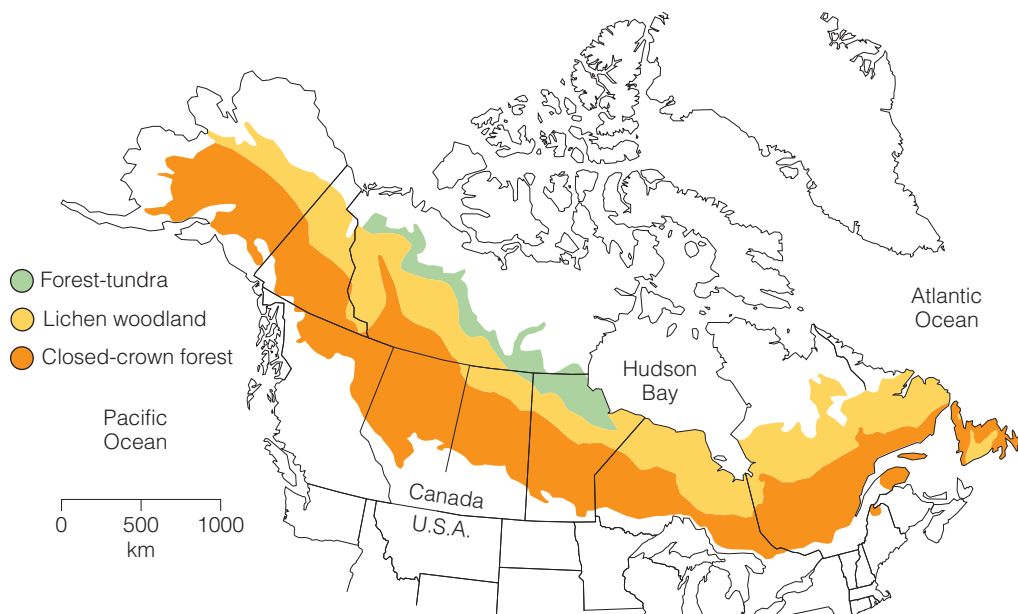 Forest-tundra
Lichen woodland
Closed-crown forest
Atlantic
Ocean
Hudson
Bay
Pacific
Ocean
Canada
U.S.A.
0 500 1000
km